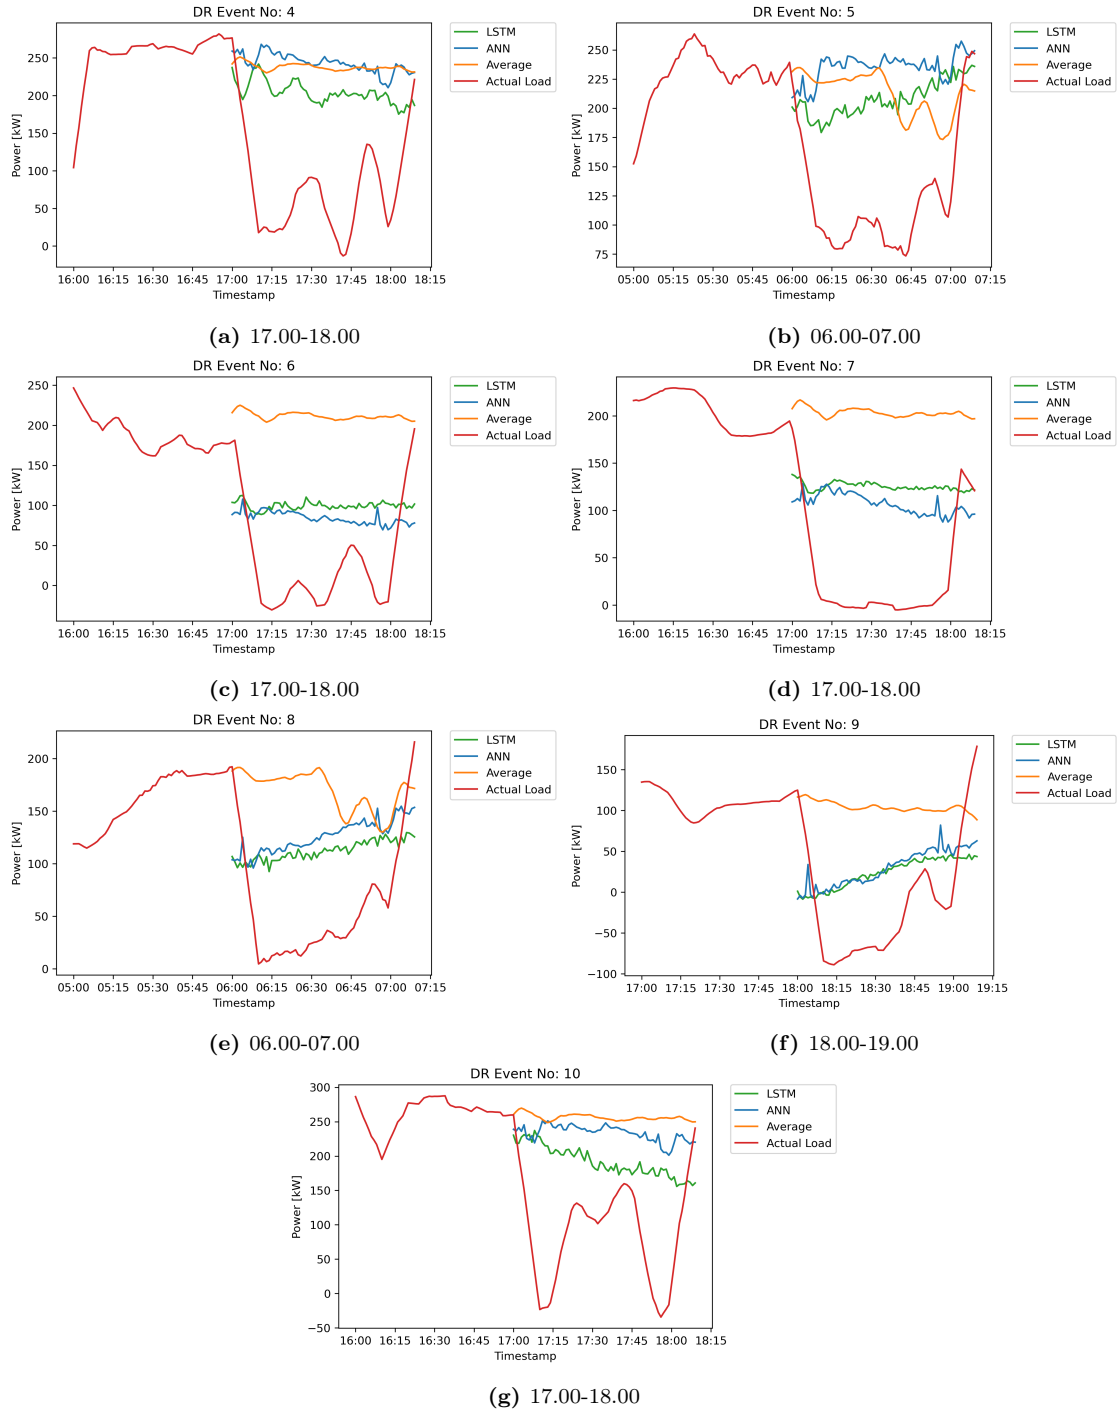 DR Event No: 4
LSTM
ANN
Average
Actual Load
Power [kW]
250
200
150
100
50
0
16:00 16:15 16:30 16:45 17:00 17:15 17:30 17:45 18:00 18:15
Timestamp
(a) 17.00-18.00
DR Event No: 5
LSTM
ANN
Average
Actual Load
Power [kW]
250
225
200
175
150
125
100
75
05:00 05:15 05:30 05:45 06:00 06:15 06:30 06:45 07:00 07:15
Timestamp
(b) 06.00-07.00
DR Event No: 6
LSTM
ANN
Average
Actual Load
Power [kW]
250
200
150
100
50
0
16:00 16:15 16:30 16:45 17:00 17:15 17:30 17:45 18:00 18:15
Timestamp
(c) 17.00-18.00
DR Event No: 7
LSTM
ANN
Average
Actual Load
Power [kW]
200
150
100
50
0
16:00 16:15 16:30 16:45 17:00 17:15 17:30 17:45 18:00 18:15
Timestamp
(d) 17.00-18.00
DR Event No: 8
LSTM
ANN
Average
Actual Load
Power [kW]
200
150
100
50
0
05:00 05:15 05:30 05:45 06:00 06:15 06:30 06:45 07:00 07:15
Timestamp
(e) 06.00-07.00
DR Event No: 9
LSTM
ANN
Average
Actual Load
Power [kW]
150
100
50
0
−50
−100
17:00 17:15 17:30 17:45 18:00 18:15 18:30 18:45 19:00 19:15
Timestamp
(f) 18.00-19.00
DR Event No: 10
LSTM
ANN
Average
Actual Load
Power [kW]
300
250
200
150
100
50
0
−50
16:00 16:15 16:30 16:45 17:00 17:15 17:30 17:45 18:00 18:15
Timestamp
(g) 17.00-18.00